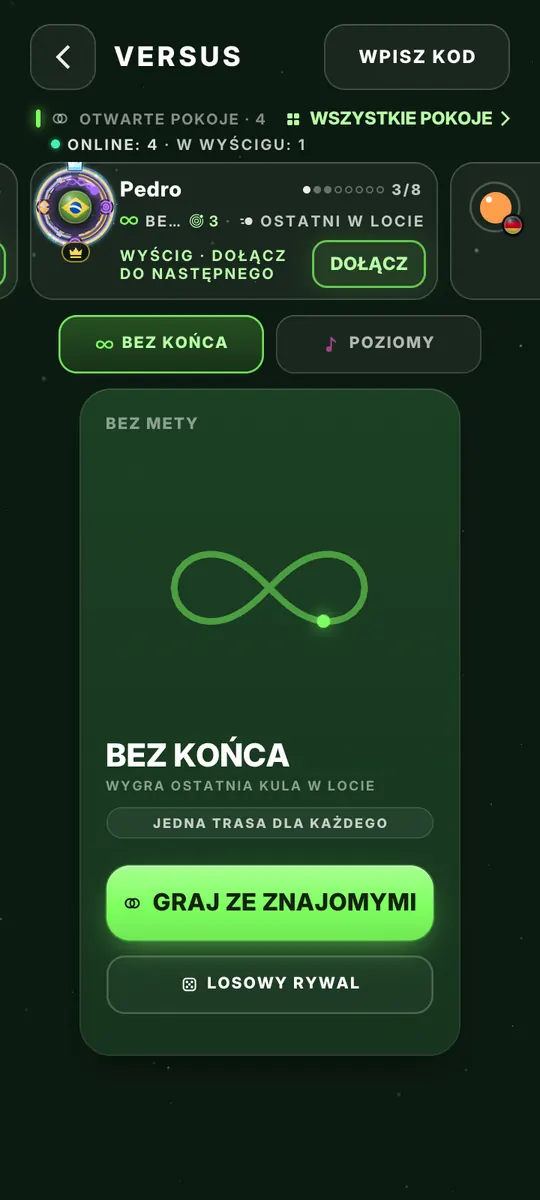 VERSUS
WPISZ KOD
OTWARTE POKOJE · 4
WSZYSTKIE POKOJE
ONLINE: 4 · W WYŚCIGU: 1
Pedro
3/8
BE… 3 · OSTATNI W LOCIE
WYŚCIG · DOŁĄCZ
DO NASTĘPNEGO
DOŁĄCZ
BEZ KOŃCA
POZIOMY
BEZ METY
BEZ KOŃCA
WYGRA OSTATNIA KULA W LOCIE
JEDNA TRASA DLA KAŻDEGO
GRAJ ZE ZNAJOMYMI
LOSOWY RYWAL